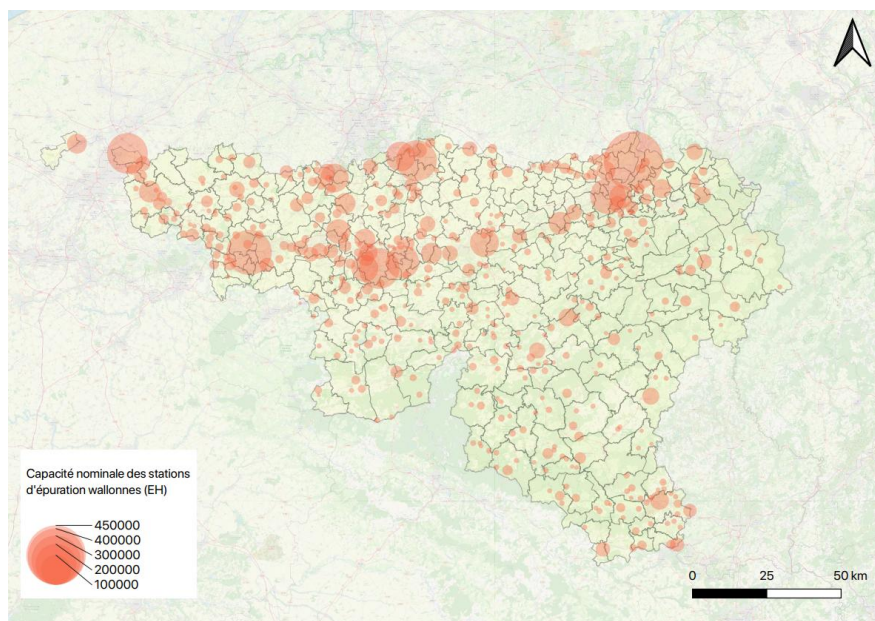 Capacité nominale des stations
d'épuration wallonnes (EH)
450000
400000
300000
200000
100000
0 25 50 km